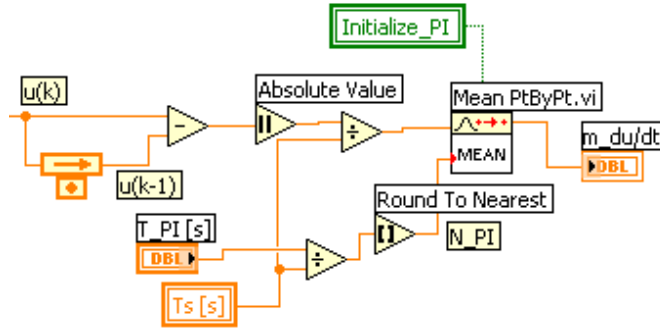 Initialize_PI
u(k)
Absolute Value
Mean PtByPt.vi
m_du/dt
MEAN
DBL
u(k-1)
Round To Nearest
T_PI [s]
N_PI
DBL
Ts [s]